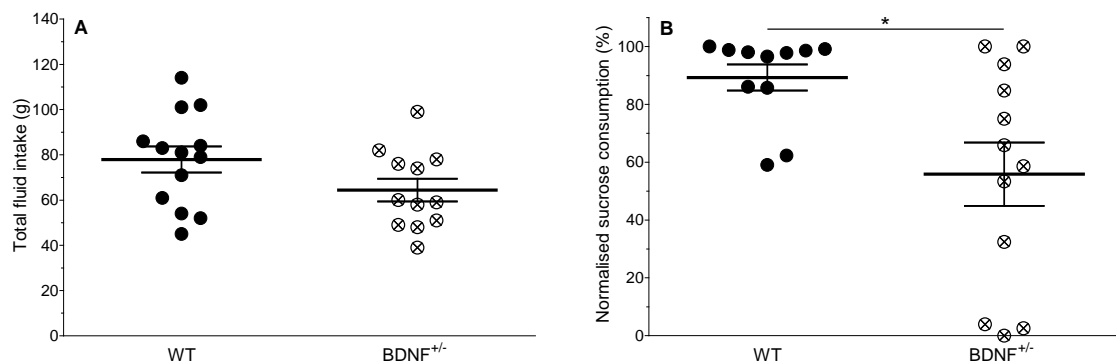 A
Total fluid intake (g)
140
120
100
80
60
40
20
0
WT
BDNF+/-
B
*
Normalised sucrose consumption (%)
100
80
60
40
20
0
WT
BDNF+/-